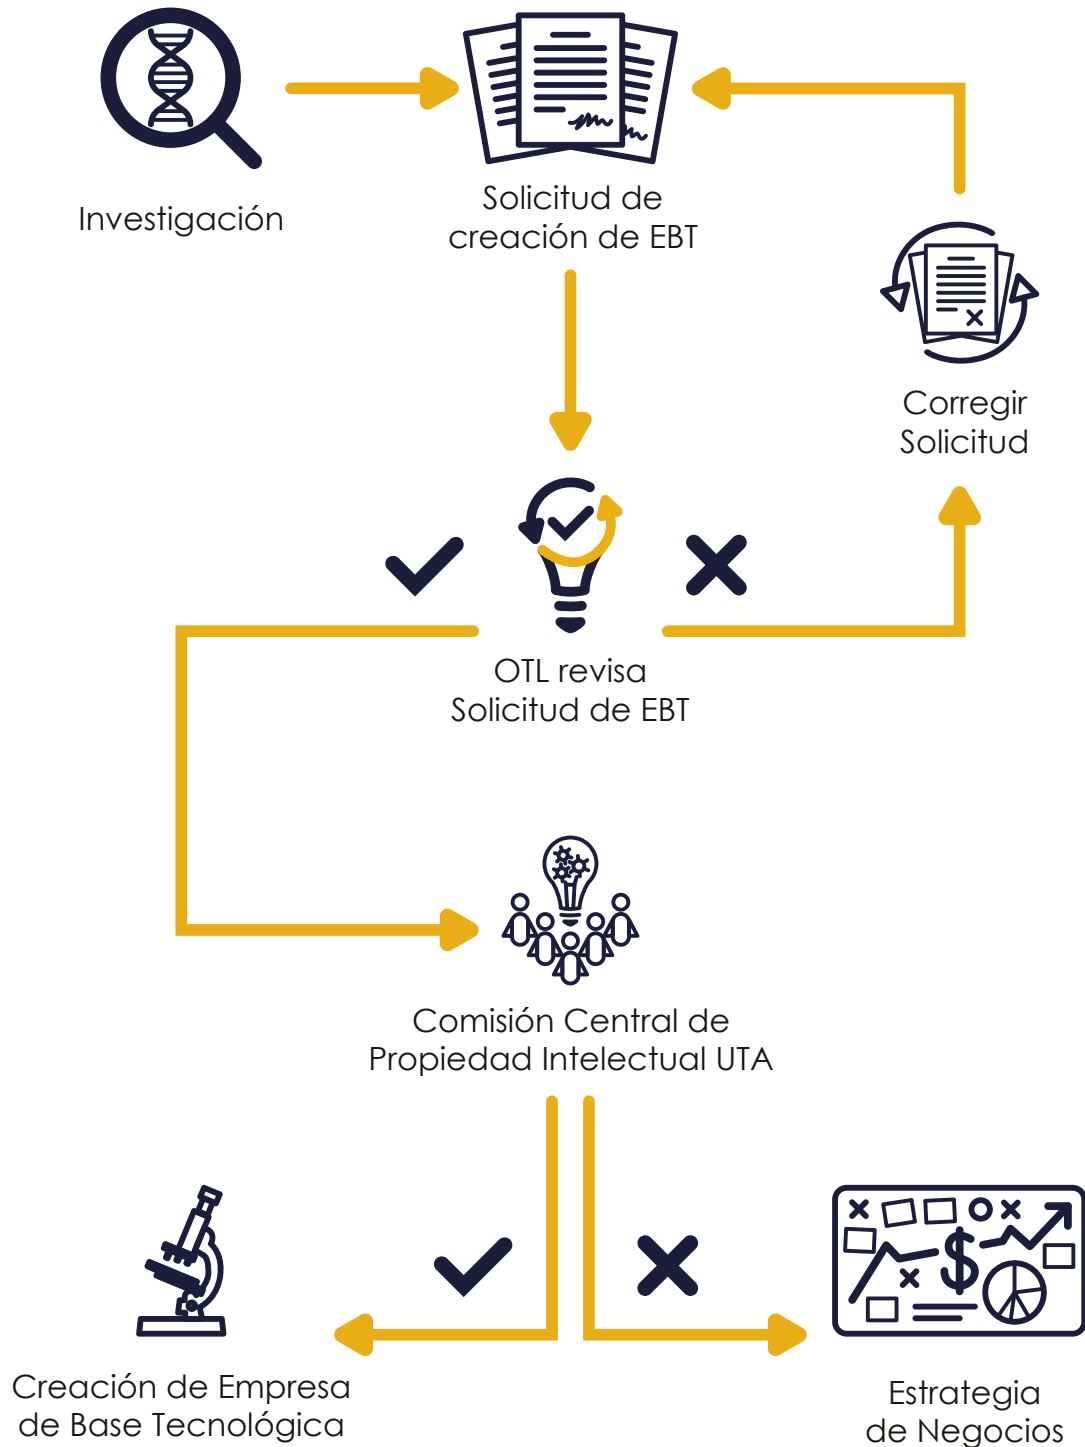 Investigación
Solicitud de
creación de EBT
Corregir
Solicitud
OTL revisa
Solicitud de EBT
Comisión Central de
Propiedad Intelectual UTA
Creación de Empresa
de Base Tecnológica
Estrategia
de Negocios